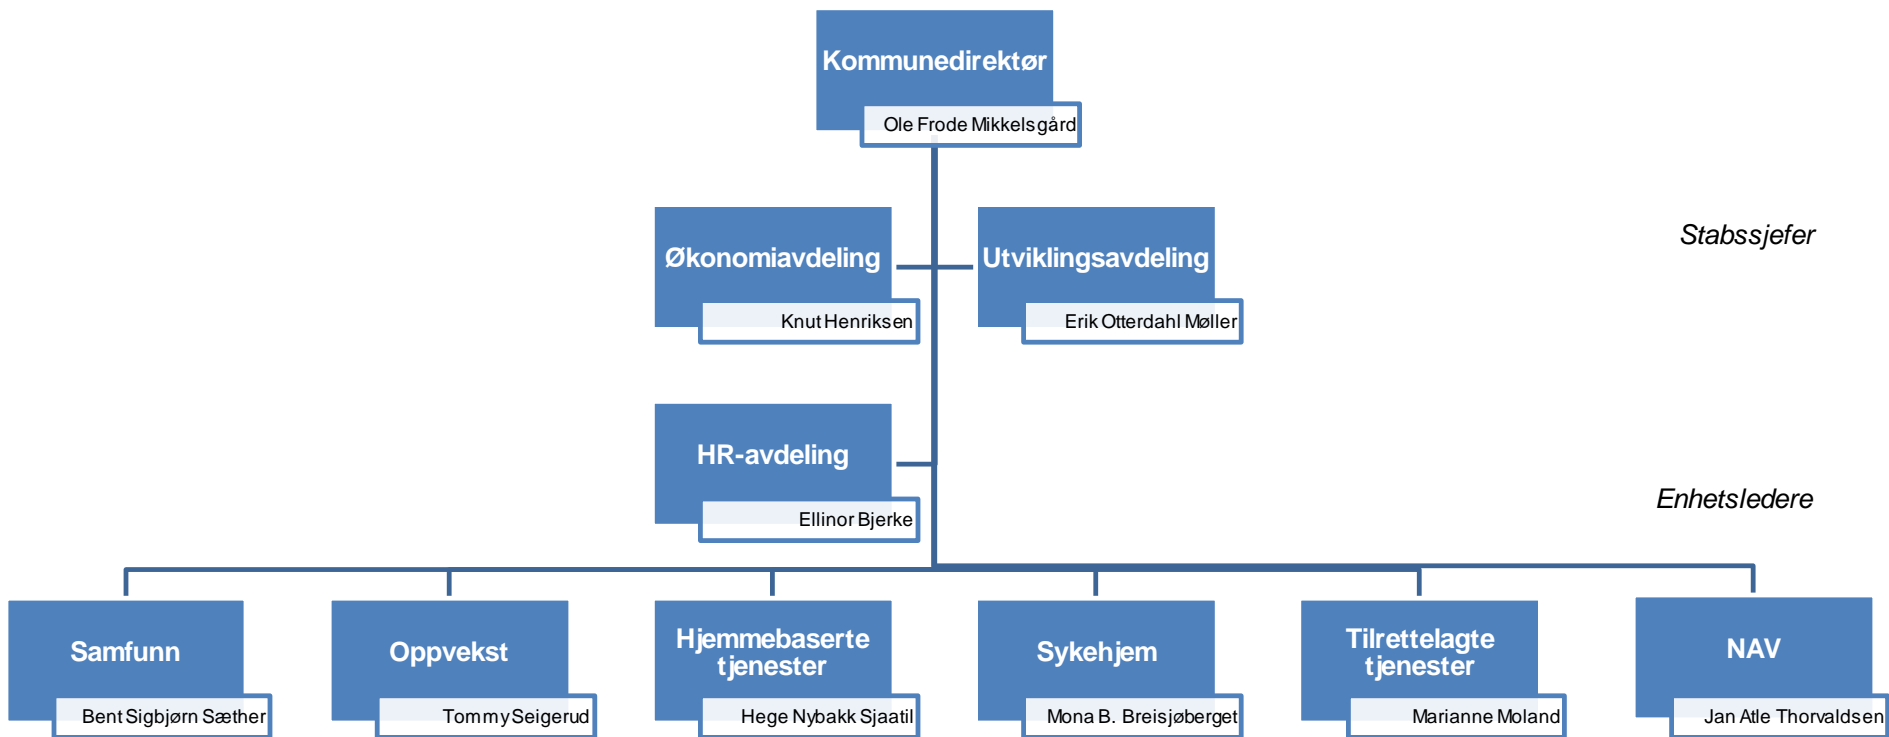 Kommunedirektør
Ole Frode Mikkelsgård
Stabssjefer
Økonomiavdeling
Knut Henriksen
Utviklingsavdeling
Erik Otterdahl Møller
HR-avdeling
Ellinor Bjerke
Enhetsledere
Samfunn
Bent Sigbjørn Sæther
Oppvekst
Tommy Seigerud
Hjemmebaserte
tjenester
Hege Nybakk Sjaatil
Sykehjem
Mona B. Breisjøberget
Tilrettelagte
tjenester
Marianne Moland
NAV
Jan Atle Thorvaldsen